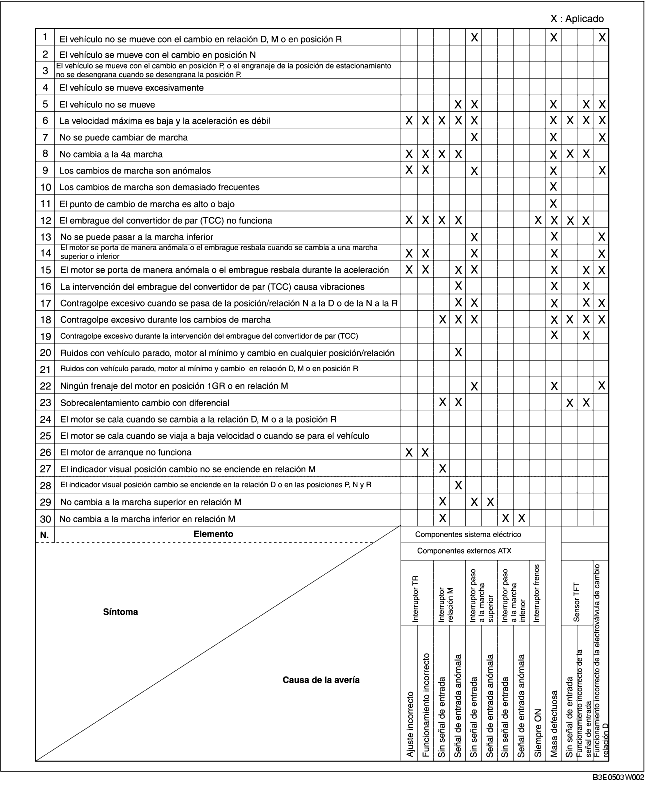 X : Aplicado
1 El vehículo no se mueve con el cambio en relación D, M o en posición R X X X
2 El vehículo se mueve con el cambio en posición N
3 El vehículo se mueve con el cambio en posición P, o el engranaje de la posición de estacionamiento
no se desengrana cuando se desengrana la posición P.
4 El vehículo se mueve excesivamente
5 El vehículo no se mueve X X X X X
6 La velocidad máxima es baja y la aceleración es débil X X X X X X X X X
7 No se puede cambiar de marcha X X X
8 No cambia a la 4a marcha X X X X X X X
9 Los cambios de marcha son anómalos X X X X X
10 Los cambios de marcha son demasiado frecuentes X
11 El punto de cambio de marcha es alto o bajo X
12 El embrague del convertidor de par (TCC) no funciona X X X X X X X X
13 No se puede pasar a la marcha inferior X X X
14 El motor se porta de manera anómala o el embrague resbala cuando se cambia a una marcha
superior o inferior X X X X X
15 El motor se porta de manera anómala o el embrague resbala durante la aceleración X X X X X X X
16 La intervención del embrague del convertidor de par (TCC) causa vibraciones X X X
17 Contragolpe excesivo cuando se pasa de la posición/relación N a la D o de la N a la R X X X X X
18 Contragolpe excesivo durante los cambios de marcha X X X X X X X
19 Contragolpe excesivo durante la intervención del embrague del convertidor de par (TCC) X X
20 Ruidos con vehículo parado, motor al mínimo y cambio en cualquier posición/relación X
21 Ruidos con vehículo parado, motor al mínimo y cambio en relación D, M o en posición R
22 Ningún frenaje del motor en posición 1GR o en relación M X X X
23 Sobrecalentamiento cambio con diferencial X X X X
24 El motor se cala cuando se cambia a la relación D, M o a la posición R
25 El motor se cala cuando se viaja a baja velocidad o cuando se para el vehículo
26 El motor de arranque no funciona X X
27 El indicador visual posición cambio no se enciende en relación M X
28 El indicador visual posición cambio se enciende en la relación D o en las posiciones P, N y R X
29 No cambia a la marcha superior en relación M X X X
30 No cambia a la marcha inferior en relación M X X X
N. Elemento
Componentes sistema eléctrico
Componentes externos ATX
Síntoma
Causa de la avería
Interruptor TR
Interruptor
relación M
Interruptor paso
a la marcha
superior
Interruptor paso
a la marcha
inferior
Interruptor frenos
Sensor TFT
Ajuste incorrecto
Funcionamiento incorrecto
Sin señal de entrada
Señal de entrada anómala
Sin señal de entrada
Señal de entrada anómala
Sin señal de entrada
Señal de entrada anómala
Siempre ON
Masa defectuosa
Sin señal de entrada
Funcionamiento incorrecto de la
señal de entrada
Funcionamiento incorrecto de la electroválvula de cambio
relación D
B3E0503W002